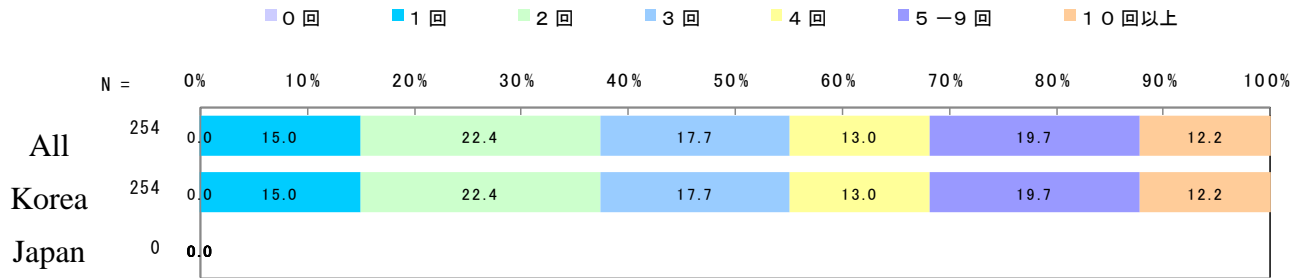 ０回 １回 ２回 ３回 ４回 ５－９回 １０回以上
N = 0% 10% 20% 30% 40% 50% 60% 70% 80% 90% 100%
All 254 0.0 15.0 22.4 17.7 13.0 19.7 12.2
Korea 254 0.0 15.0 22.4 17.7 13.0 19.7 12.2
Japan 0 0.0